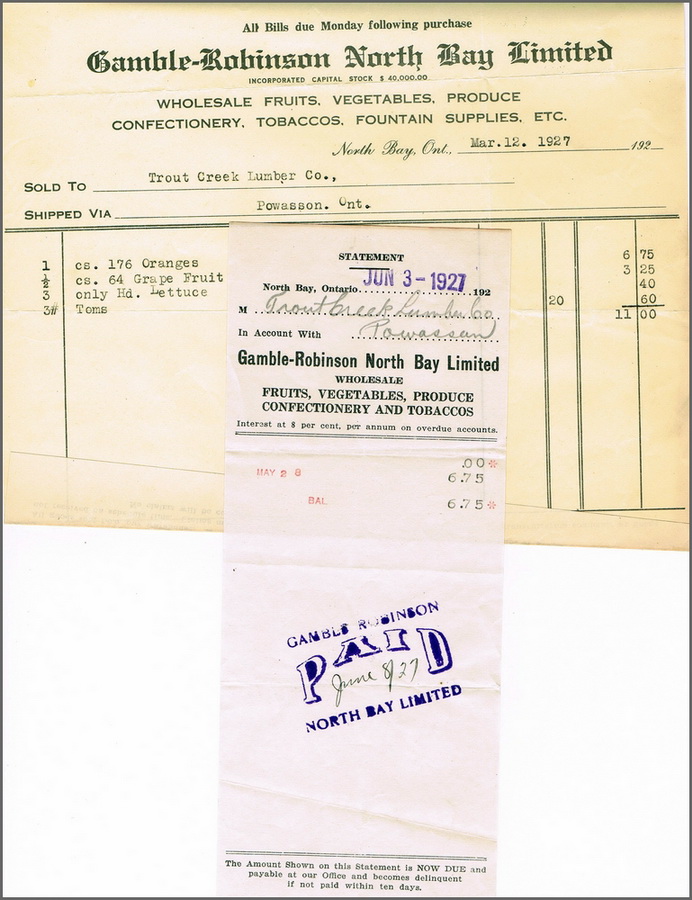 All Bills due Monday following purchase
Gamble-Robinson North Bay Limited
INCORPORATED CAPITAL STOCK $ 40,000.00
WHOLESALE FRUITS, VEGETABLES, PRODUCE
CONFECTIONERY, TOBACCOS, FOUNTAIN SUPPLIES, ETC.
North Bay, Ont., Mar.12. 1927 192
SOLD TO Trout Creek Lumber Co.,
SHIPPED VIA Powasson. Ont.
1 cs. 176 Oranges 6 75
½ cs. 64 Grape Fruit 3 25
3 only Hd. Lettuce 40
3# Toms 20 60
11 00
STATEMENT
North Bay, Ontario JUN 3-1927 192
M Trout Creek Lumber Co
In Account With Powassan
Gamble-Robinson North Bay Limited
WHOLESALE
FRUITS, VEGETABLES, PRODUCE
CONFECTIONERY AND TOBACCOS
Interest at 8 per cent. per annum on overdue accounts.
.00*
MAY 28 6.75
BAL 6.75*
GAMBLE ROBINSON
PAID
June 8/27
NORTH BAY LIMITED
The Amount Shown on this Statement is NOW DUE and
payable at our Office and becomes delinquent
if not paid within ten days.